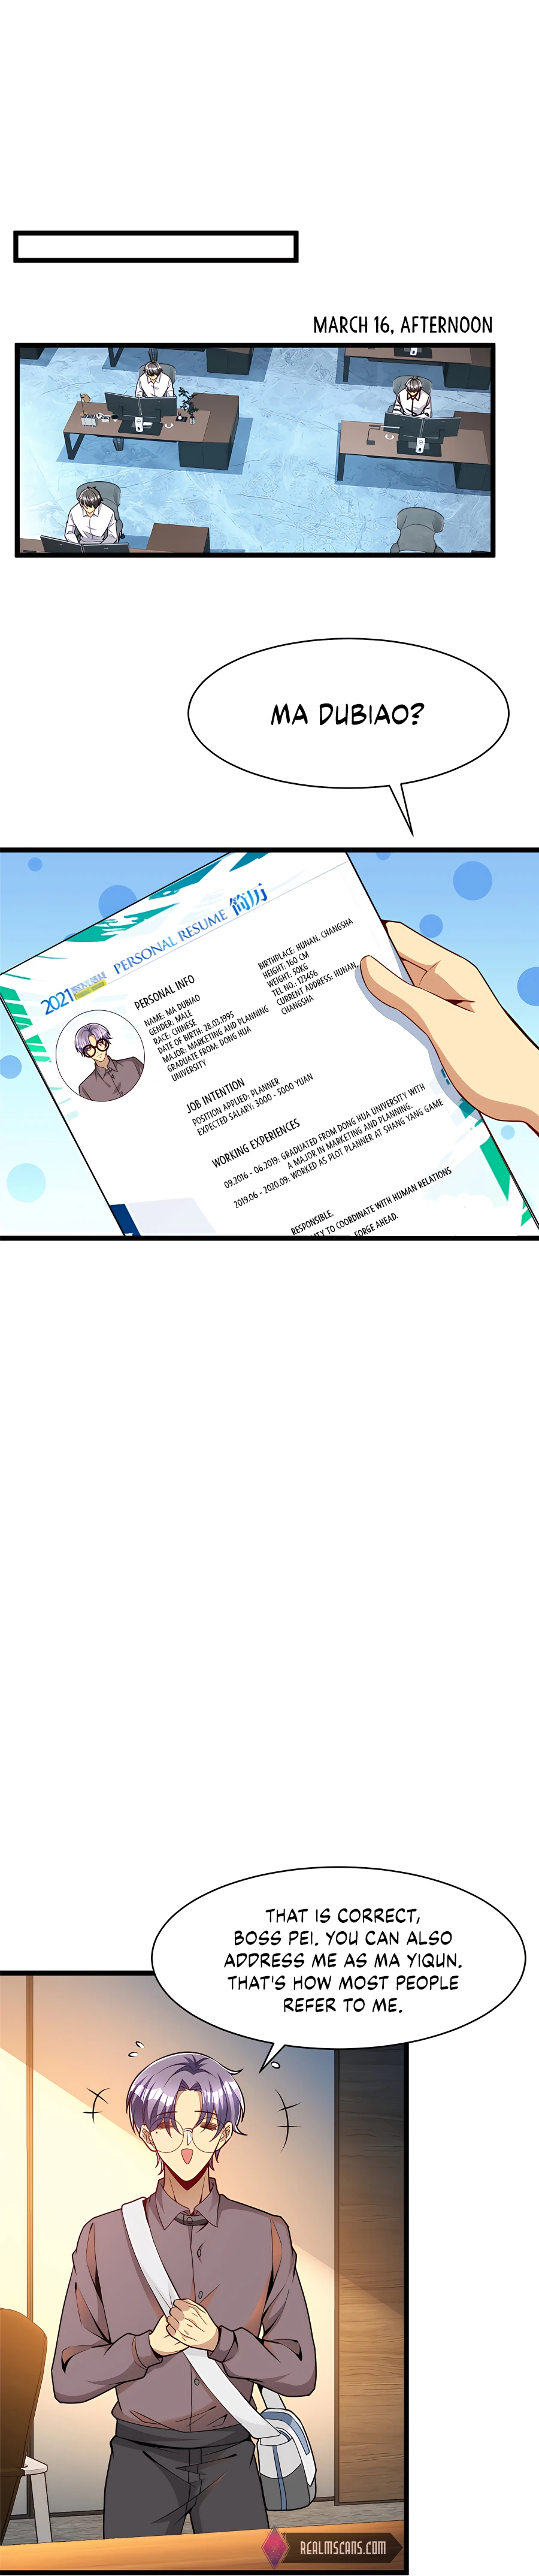 MARCH 16, AFTERNOON
MA DUBIAO?
2021
PERSONAL RESUME 简历
PERSONAL INFO
NAME: MA DUBIAO
GENDER: MALE
RACE: CHINESE
DATE OF BIRTH: 28.03.1995
MAJOR: MARKETING AND PLANNING
GRADUATE FROM: DONG HUA
UNIVERSITY
BIRTHPLACE: HUNAN, CHANGSHA
HEIGHT: 160 CM
WEIGHT: 50KG
TEL NO.: 123456
CURRENT ADDRESS: HUNAN,
CHANGSHA
JOB INTENTION
POSITION APPLIED: PLANNER
EXPECTED SALARY: 3000 - 5000 YUAN
WORKING EXPERIENCES
09.2016 - 06.2019: GRADUATED FROM DONG HUA UNIVERSITY WITH
A MAJOR IN MARKETING AND PLANNING.
2019.06 - 2020.09: WORKED AS PLOT PLANNER AT SHANG YANG GAME
RESPONSIBLE.
TO COORDINATE WITH HUMAN RELATIONS
FORGE AHEAD.
THAT IS CORRECT,
BOSS PEI. YOU CAN ALSO
ADDRESS ME AS MA YIQUN.
THAT'S HOW MOST PEOPLE
REFER TO ME.
REALMSCANS.COM